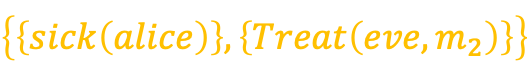 {{sick(alice)}, {Treat(eve, m₂)}}